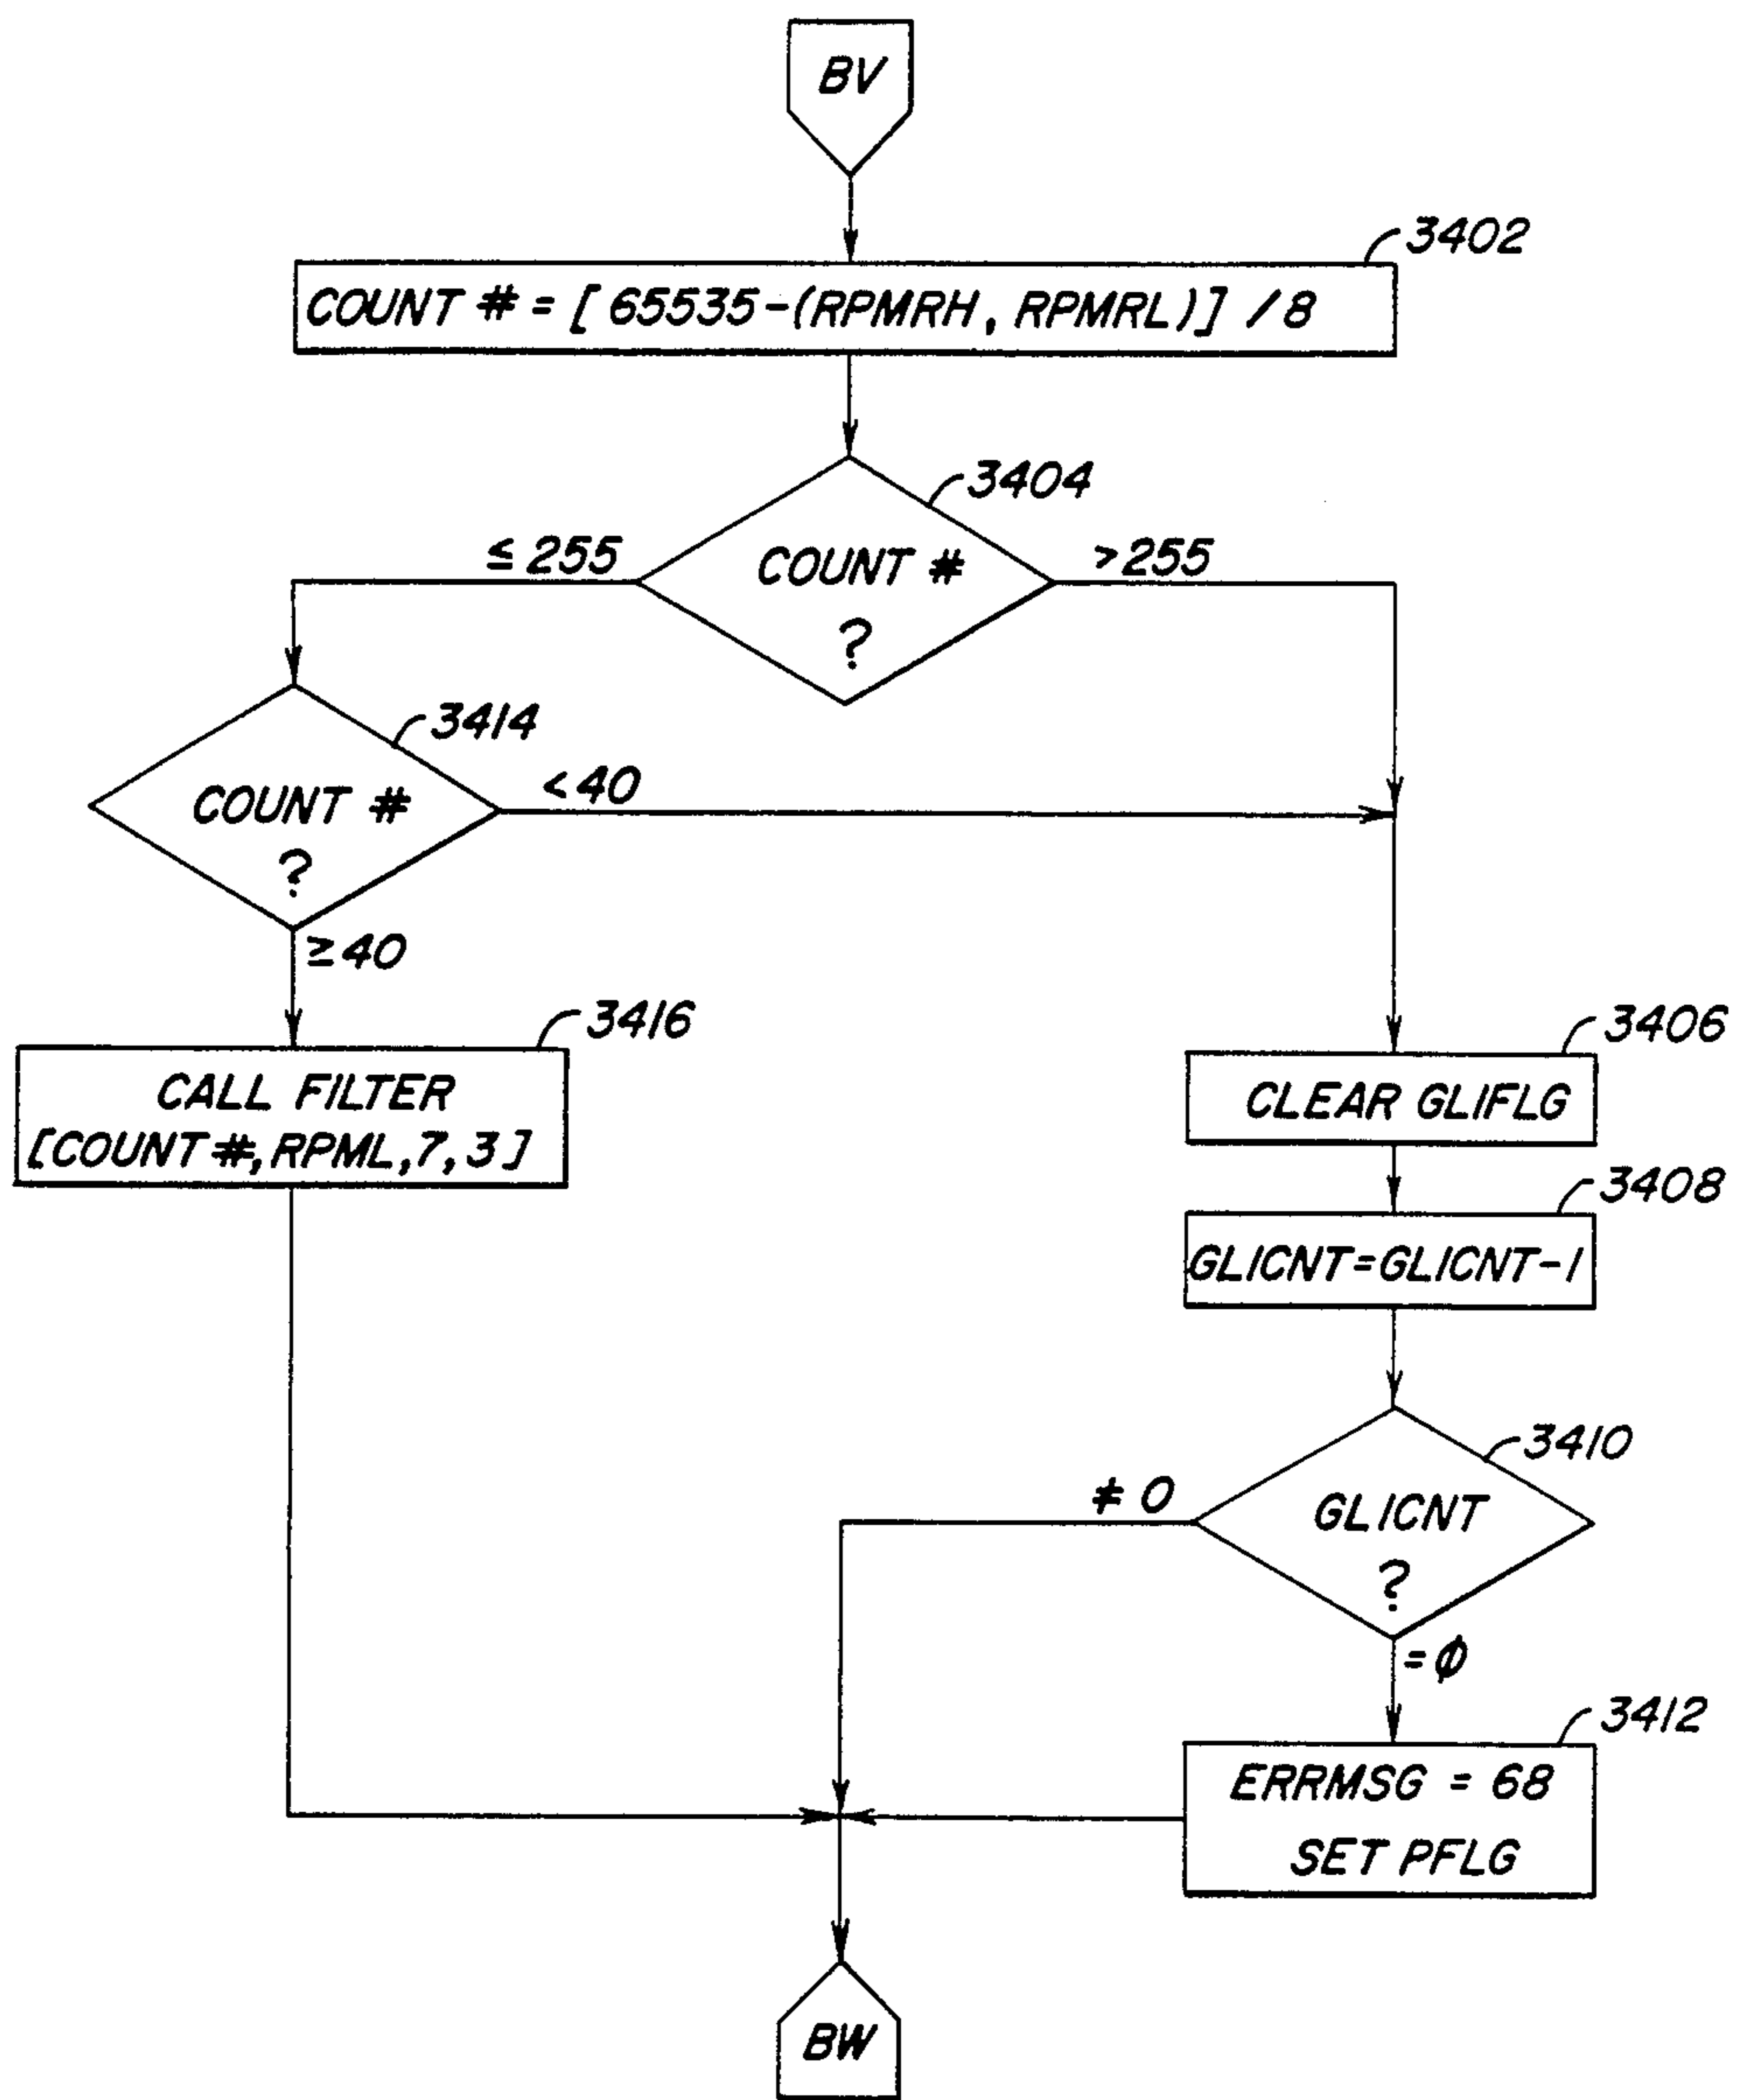 BV
3402
COUNT # = [ 65535-(RPMRH, RPMRL)] / 8
3404
≤ 255
COUNT #
?
>255
3414
COUNT #
?
<40
≥40
3416
CALL FILTER
[COUNT#,RPML,7,3]
3406
CLEAR GLIFLG
3408
GLICNT=GLICNT-1
3410
≠ 0
GLICNT
?
=ϕ
3412
ERRMSG = 68
SET PFLG
BW